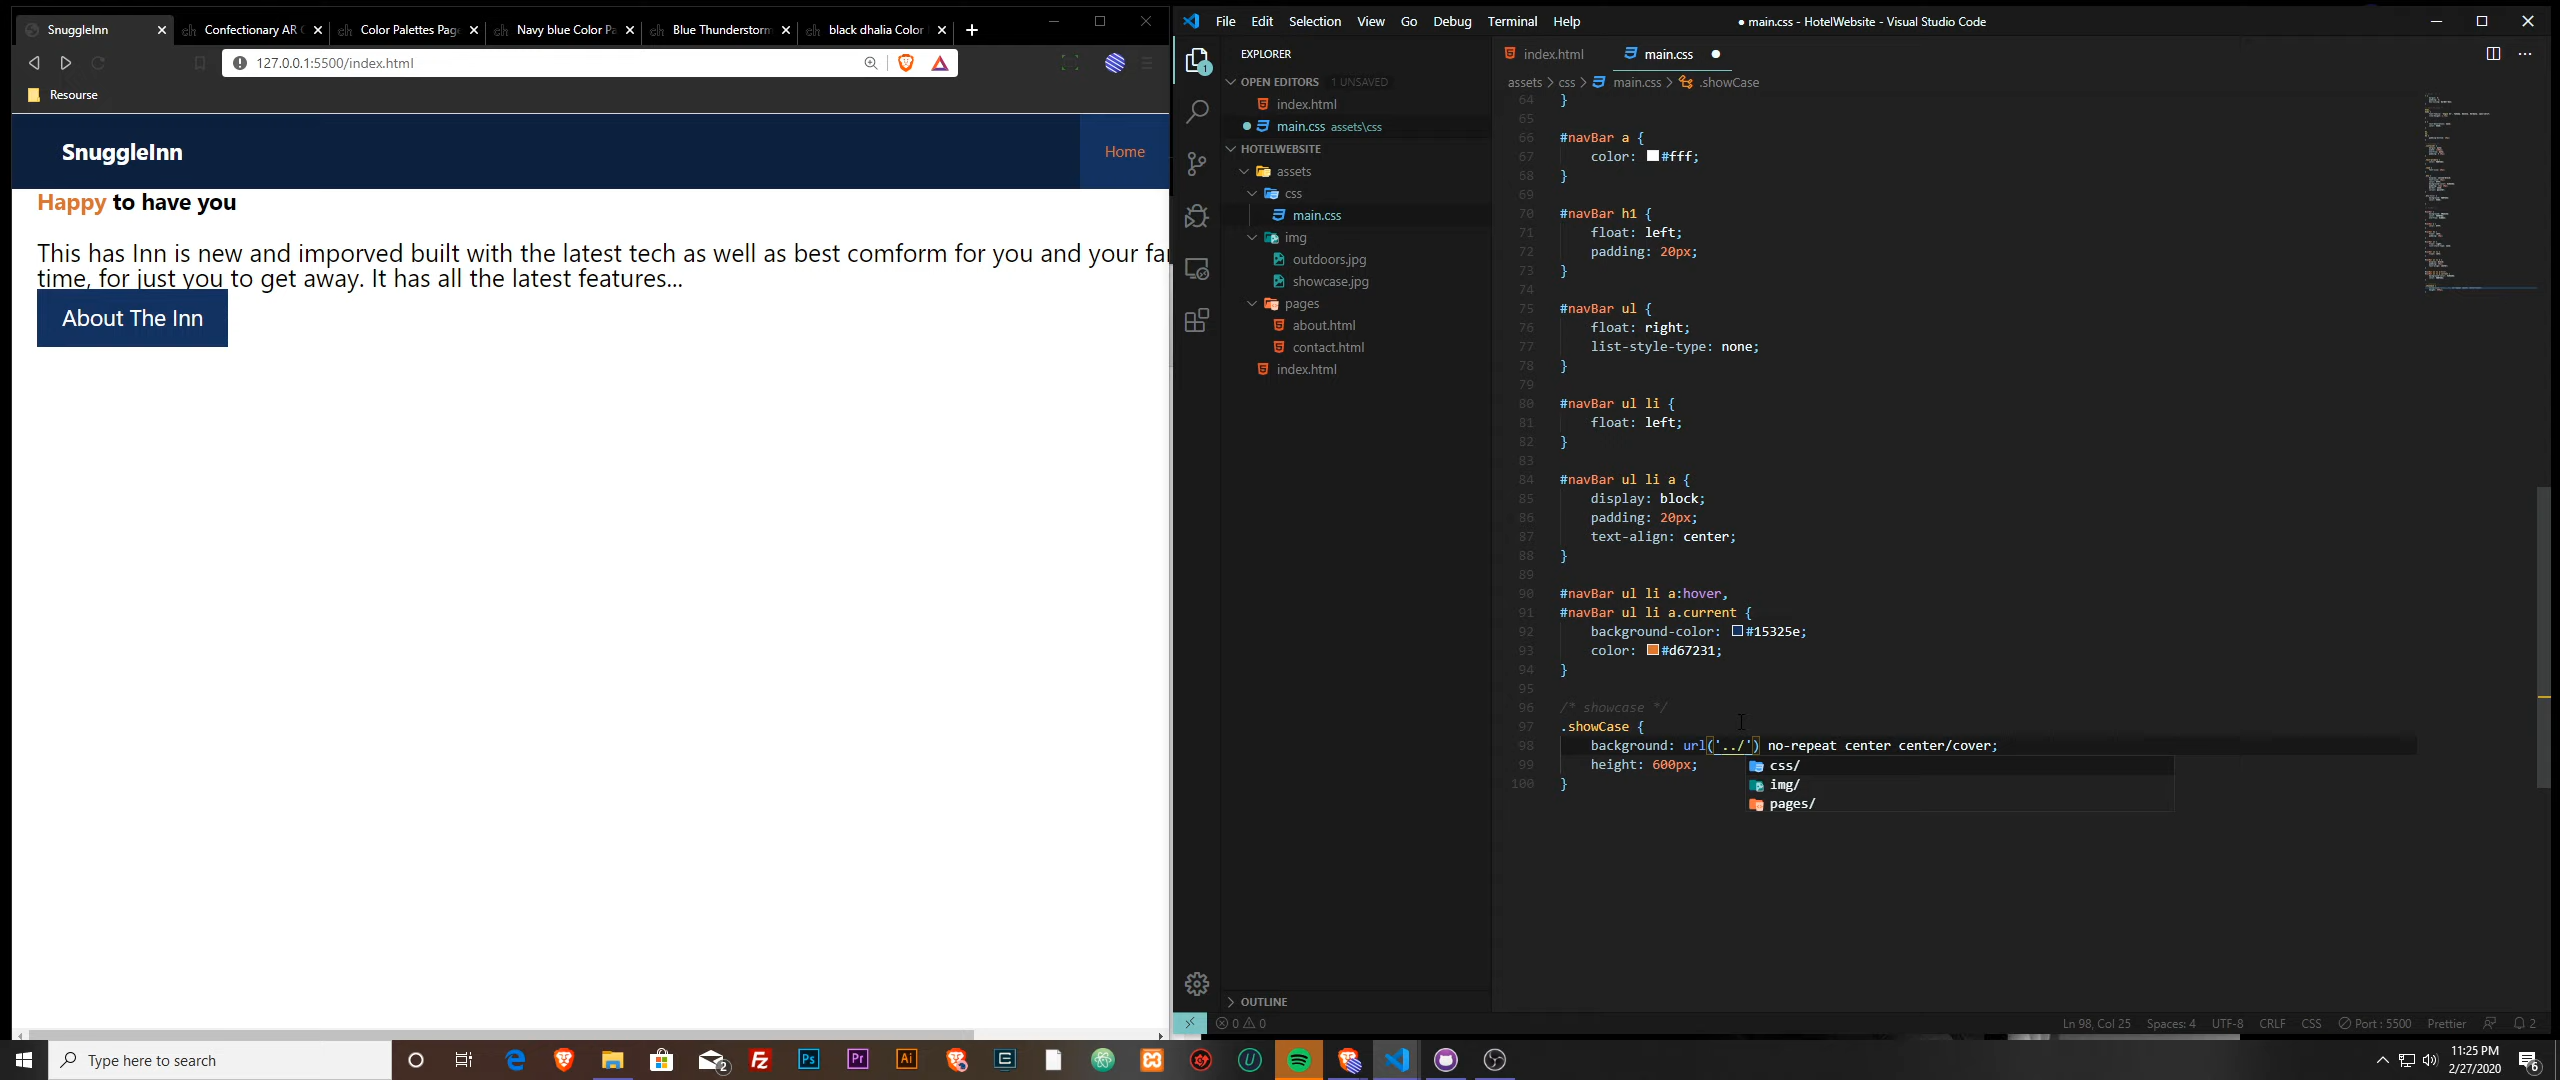 SnuggleInn
Confectionary AR
Color Palettes Pag
Navy blue Color Pa
Blue Thunderstorm
black dhalia Color
127.0.0.1:5500/index.html
Resourse
SnuggleInn
Home
Happy to have you
This has Inn is new and imporved built with the latest tech as well as best comform for you and your far
time, for just you to get away. It has all the latest features...
About The Inn
File Edit Selection View Go Debug Terminal Help
● main.css - HotelWebsite - Visual Studio Code
EXPLORER
OPEN EDITORS 1 UNSAVED
index.html
main.css assets\css
HOTELWEBSITE
assets
css
main.css
img
outdoors.jpg
showcase.jpg
pages
about.html
contact.html
index.html
OUTLINE
index.html
main.css
assets > css > main.css > .showCase
64 }
65
66 #navBar a {
67 color: #fff;
68 }
69
70 #navBar h1 {
71 float: left;
72 padding: 20px;
73 }
74
75 #navBar ul {
76 float: right;
77 list-style-type: none;
78 }
79
80 #navBar ul li {
81 float: left;
82 }
83
84 #navBar ul li a {
85 display: block;
86 padding: 20px;
87 text-align: center;
88 }
89
90 #navBar ul li a:hover,
91 #navBar ul li a.current {
92 background-color: #15325e;
93 color: #d67231;
94 }
95
96 /* showcase */
97 .showCase {
98 background: url('../') no-repeat center center/cover;
99 height: 600px;
100 }
css/
img/
pages/
0 0
Ln 98, Col 25 Spaces: 4 UTF-8 CRLF CSS Port : 5500 Prettier 2
Type here to search
11:25 PM
2/27/2020